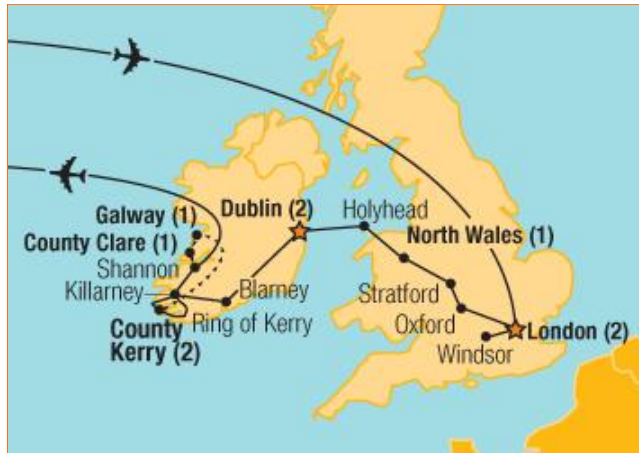 Galway (1)
Dublin (2)
Holyhead
County Clare (1)
North Wales (1)
Shannon
Killarney
Blarney
Stratford
Ring of Kerry
Oxford
County
Kerry (2)
London (2)
Windsor